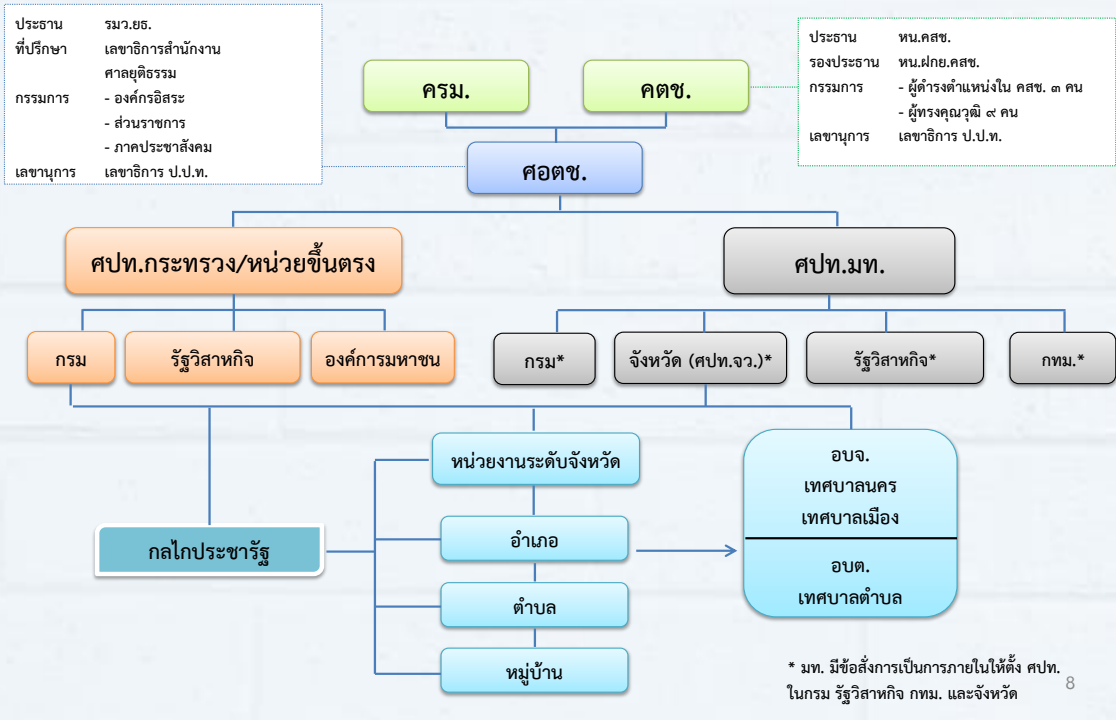 ประธาน รมว.ยธ.
ที่ปรึกษา เลขาธิการสำนักงาน
ศาลยุติธรรม
กรรมการ - องค์กรอิสระ
- ส่วนราชการ
- ภาคประชาสังคม
เลขานุการ เลขาธิการ ป.ป.ท.
ครม.
คตช.
ประธาน หน.คสช.
รองประธาน หน.ฝกย.คสช.
กรรมการ - ผู้ดำรงตำแหน่งใน คสช. ๓ คน
- ผู้ทรงคุณวุฒิ ๙ คน
เลขานุการ เลขาธิการ ป.ป.ท.
ศอตช.
ศปท.กระทรวง/หน่วยขึ้นตรง
ศปท.มท.
กรม
รัฐวิสาหกิจ
องค์การมหาชน
กรม*
จังหวัด (ศปท.จว.)*
รัฐวิสาหกิจ*
กทม.*
กลไกประชารัฐ
หน่วยงานระดับจังหวัด
อำเภอ
ตำบล
หมู่บ้าน
อบจ.
เทศบาลนคร
เทศบาลเมือง
อบต.
เทศบาลตำบล
* มท. มีข้อสั่งการเป็นการภายในให้ตั้ง ศปท.
ในกรม รัฐวิสาหกิจ กทม. และจังหวัด
8